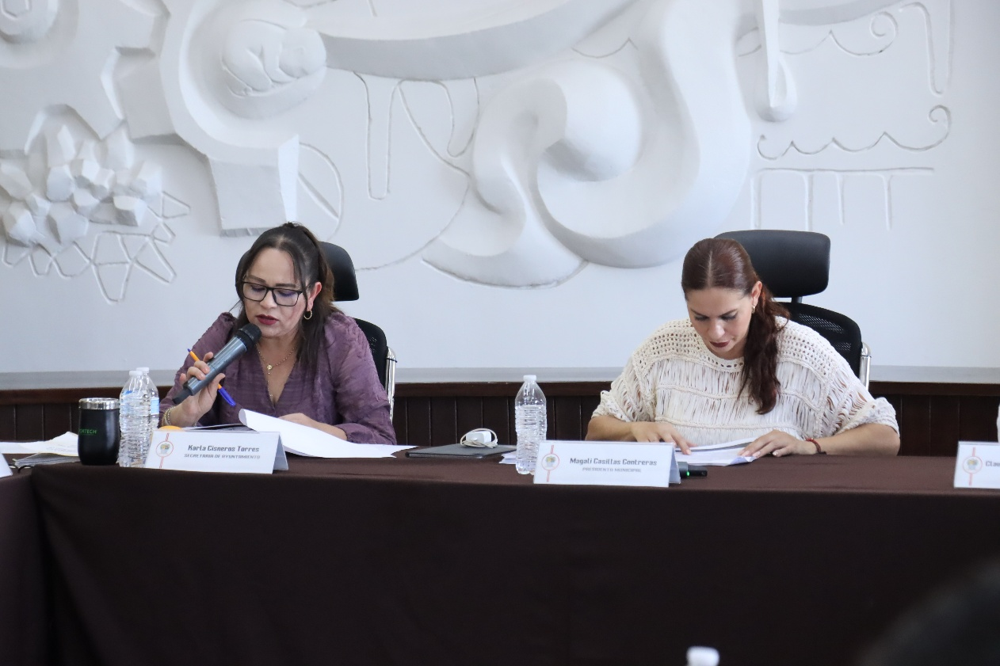 Karla Cisneros Torres
SECRETARIA DE AYUNTAMIENTO
Magali Casillas Contreras
PRESIDENTA MUNICIPAL